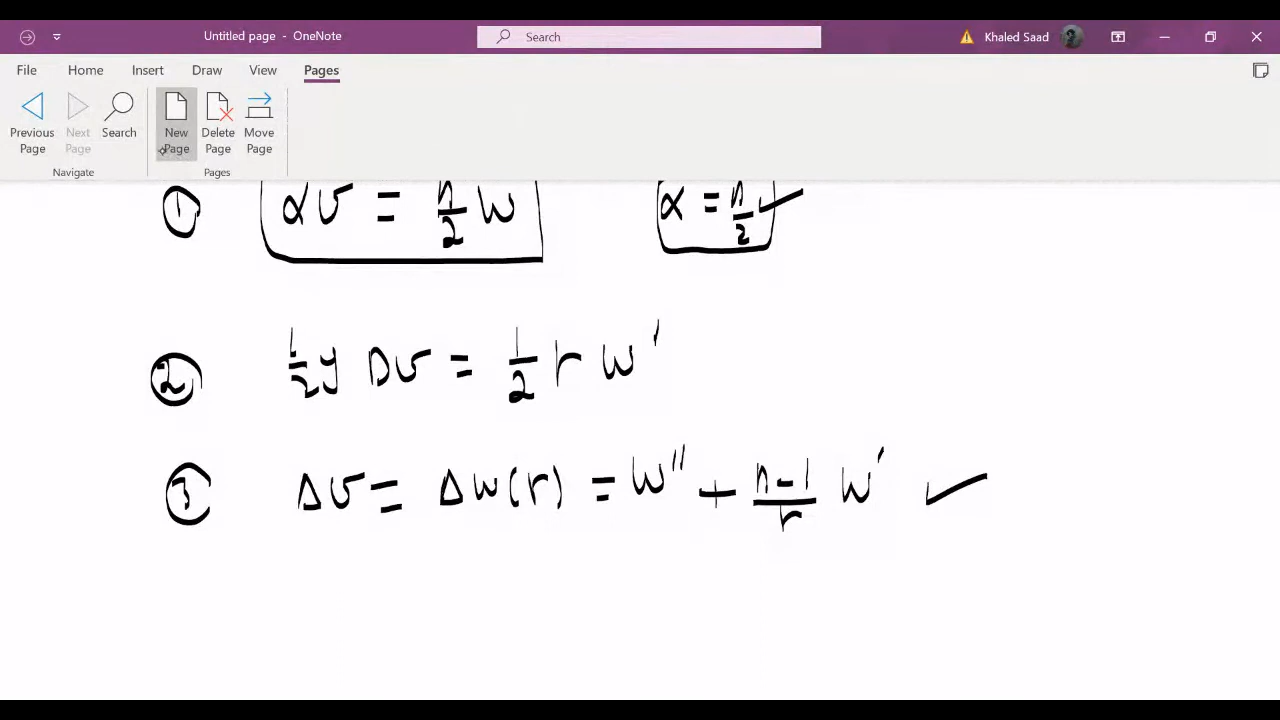 Untitled page - OneNote
Search
Khaled Saad
File Home Insert Draw View Pages
Previous Page
Next Page
Search
New Page
Delete Page
Move Page
Navigate
Pages
① αv = n/2 w α = n/2 ✓
② 1/2 y Dv = 1/2 r w'
③ Δv = Δw(r) = w'' + n-1/r w' ✓